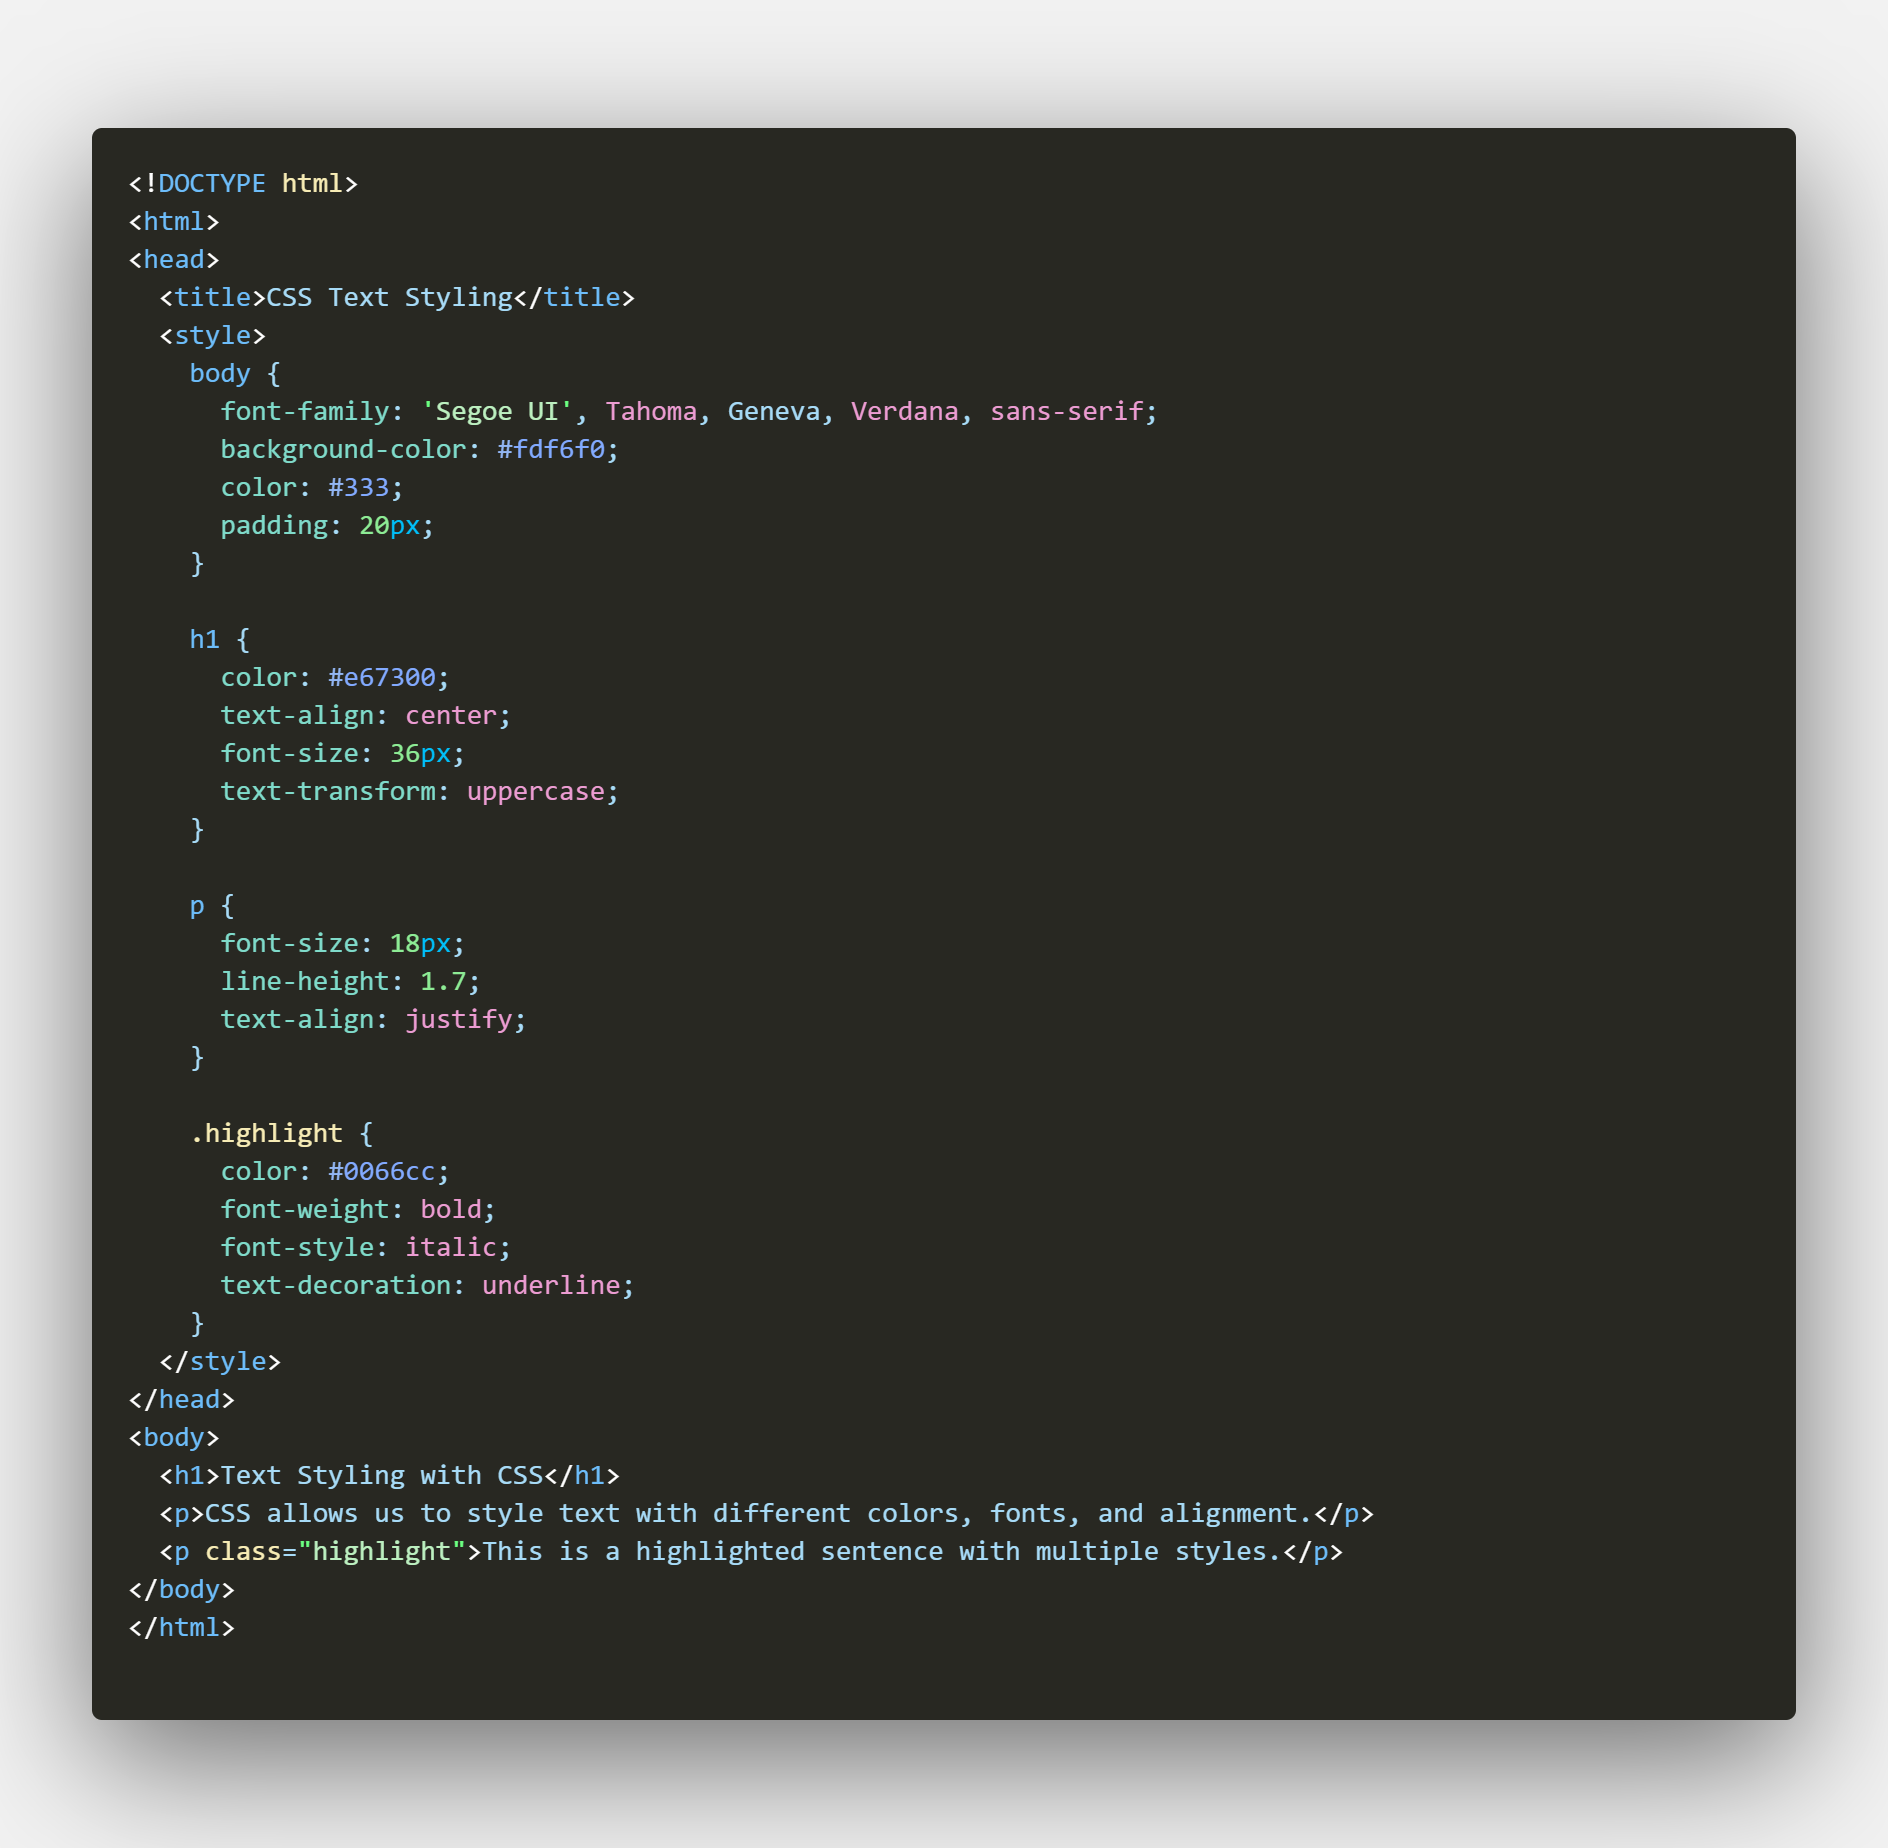 <!DOCTYPE html>
<html>
<head>
  <title>CSS Text Styling</title>
  <style>
    body {
      font-family: 'Segoe UI', Tahoma, Geneva, Verdana, sans-serif;
      background-color: #fdf6f0;
      color: #333;
      padding: 20px;
    }

    h1 {
      color: #e67300;
      text-align: center;
      font-size: 36px;
      text-transform: uppercase;
    }

    p {
      font-size: 18px;
      line-height: 1.7;
      text-align: justify;
    }

    .highlight {
      color: #0066cc;
      font-weight: bold;
      font-style: italic;
      text-decoration: underline;
    }
  </style>
</head>
<body>
  <h1>Text Styling with CSS</h1>
  <p>CSS allows us to style text with different colors, fonts, and alignment.</p>
  <p class="highlight">This is a highlighted sentence with multiple styles.</p>
</body>
</html>